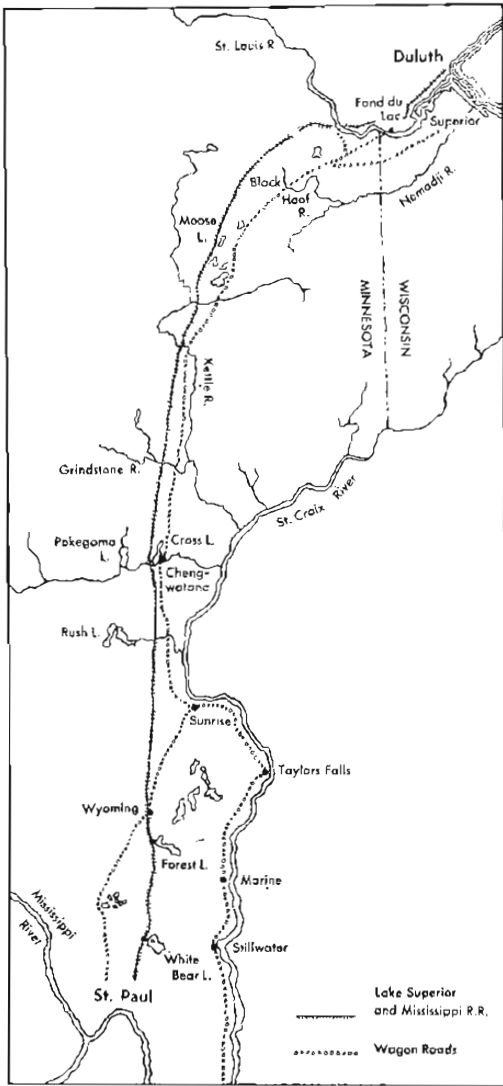 St. Louis R
Duluth
Fond du
Lac
Superior
Black
Hoof
R.
Nemadji R.
Moose
L.
MINNESOTA
WISCONSIN
Kettle R.
Grindstone R.
St. Croix River
Pokegama
L.
Cross L.
Cheng-
watana
Rush L.
Sunrise
Taylors Falls
Wyoming
Forest L.
Marine
Mississippi
River
Stillwater
White
Bear L.
St. Paul
Lake Superior
and Mississippi R.R.
Wagon Roads